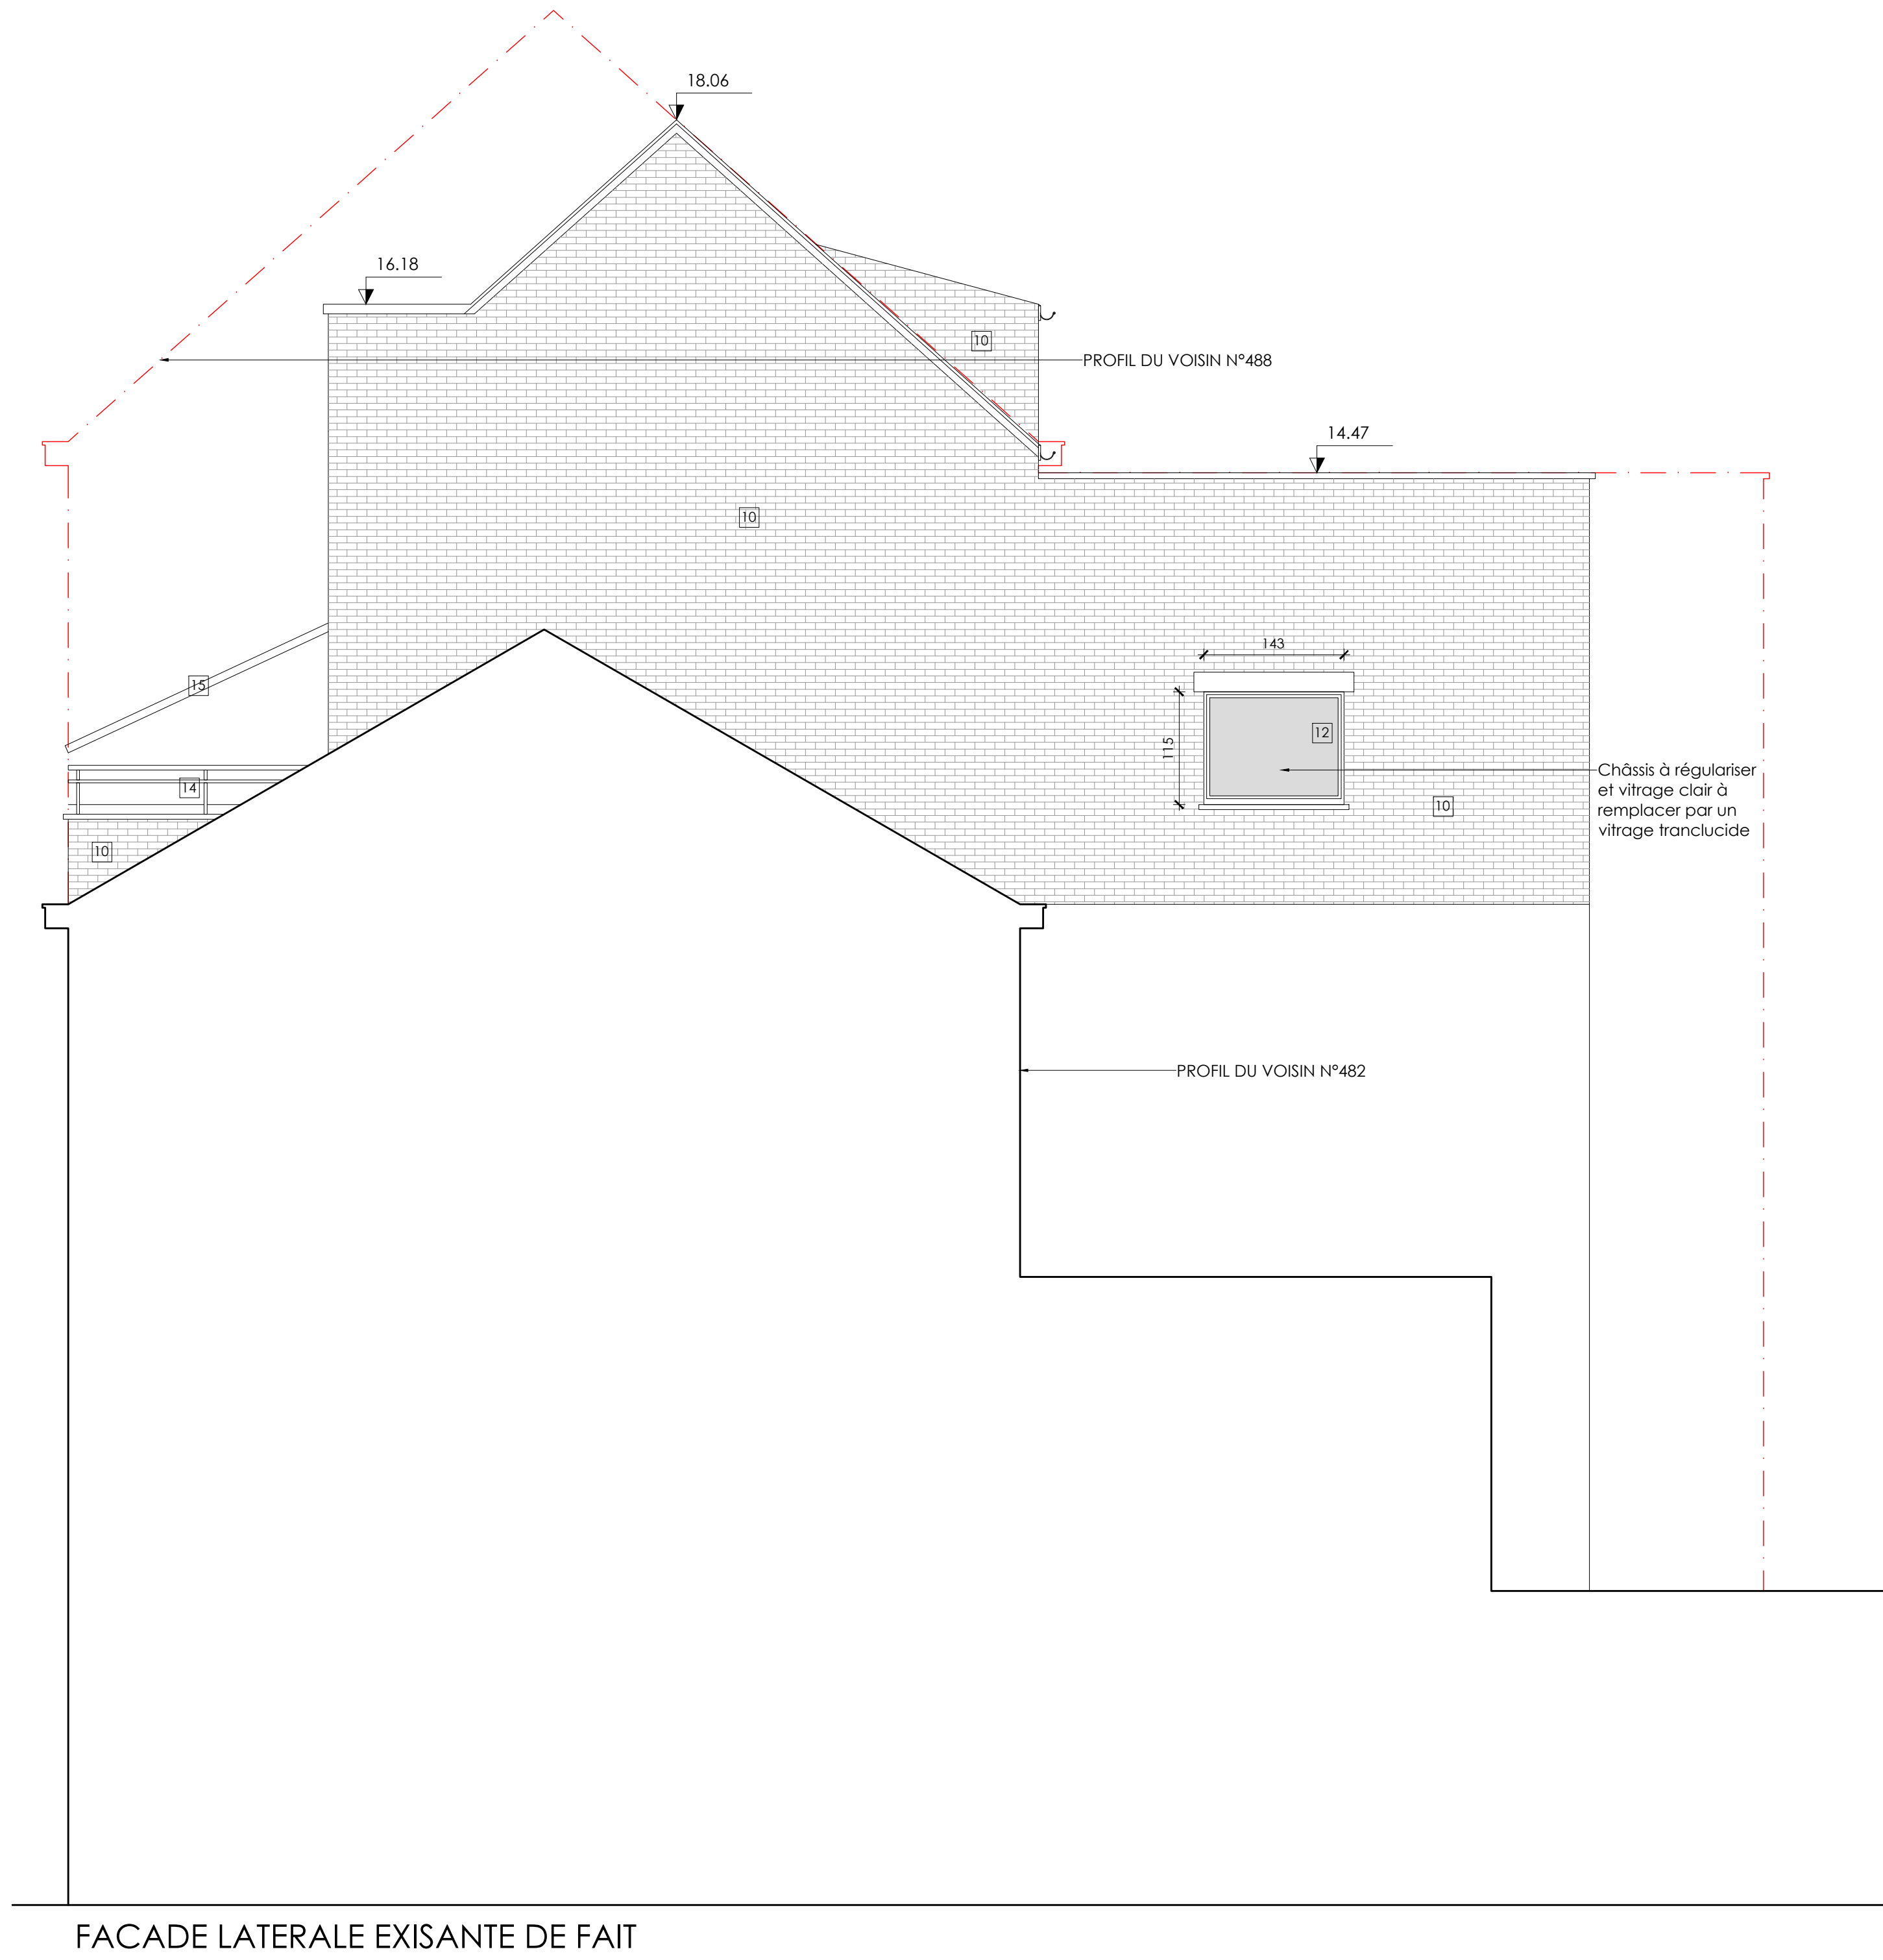 18.06
16.18
10
PROFIL DU VOISIN N°488
14.47
10
143
15
115
12
Châssis à régulariser
et vitrage clair à
remplacer par un
vitrage tranclucide
14
10
10
PROFIL DU VOISIN N°482
FACADE LATERALE EXISANTE DE FAIT